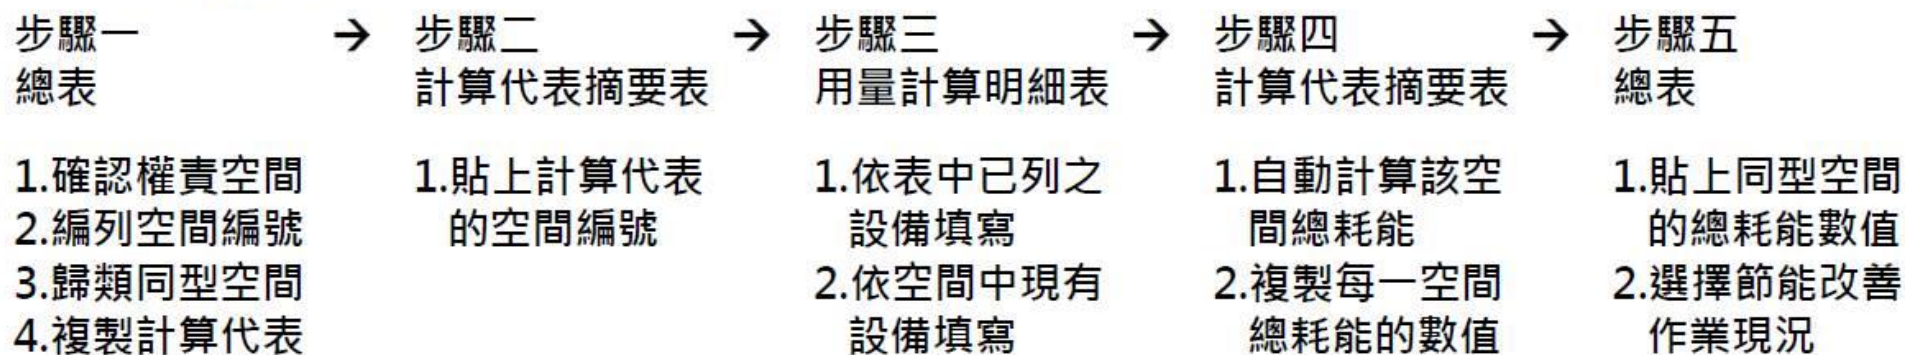 步驟一 → 步驟二 → 步驟三 → 步驟四 → 步驟五
總表 計算代表摘要表 用量計算明細表 計算代表摘要表 總表
1.確認權責空間
2.編列空間編號
3.歸類同型空間
4.複製計算代表
1.貼上計算代表
的空間編號
1.依表中已列之
設備填寫
2.依空間中現有
設備填寫
1.自動計算該空
間總耗能
2.複製每一空間
總耗能的數值
1.貼上同型空間
的總耗能數值
2.選擇節能改善
作業現況